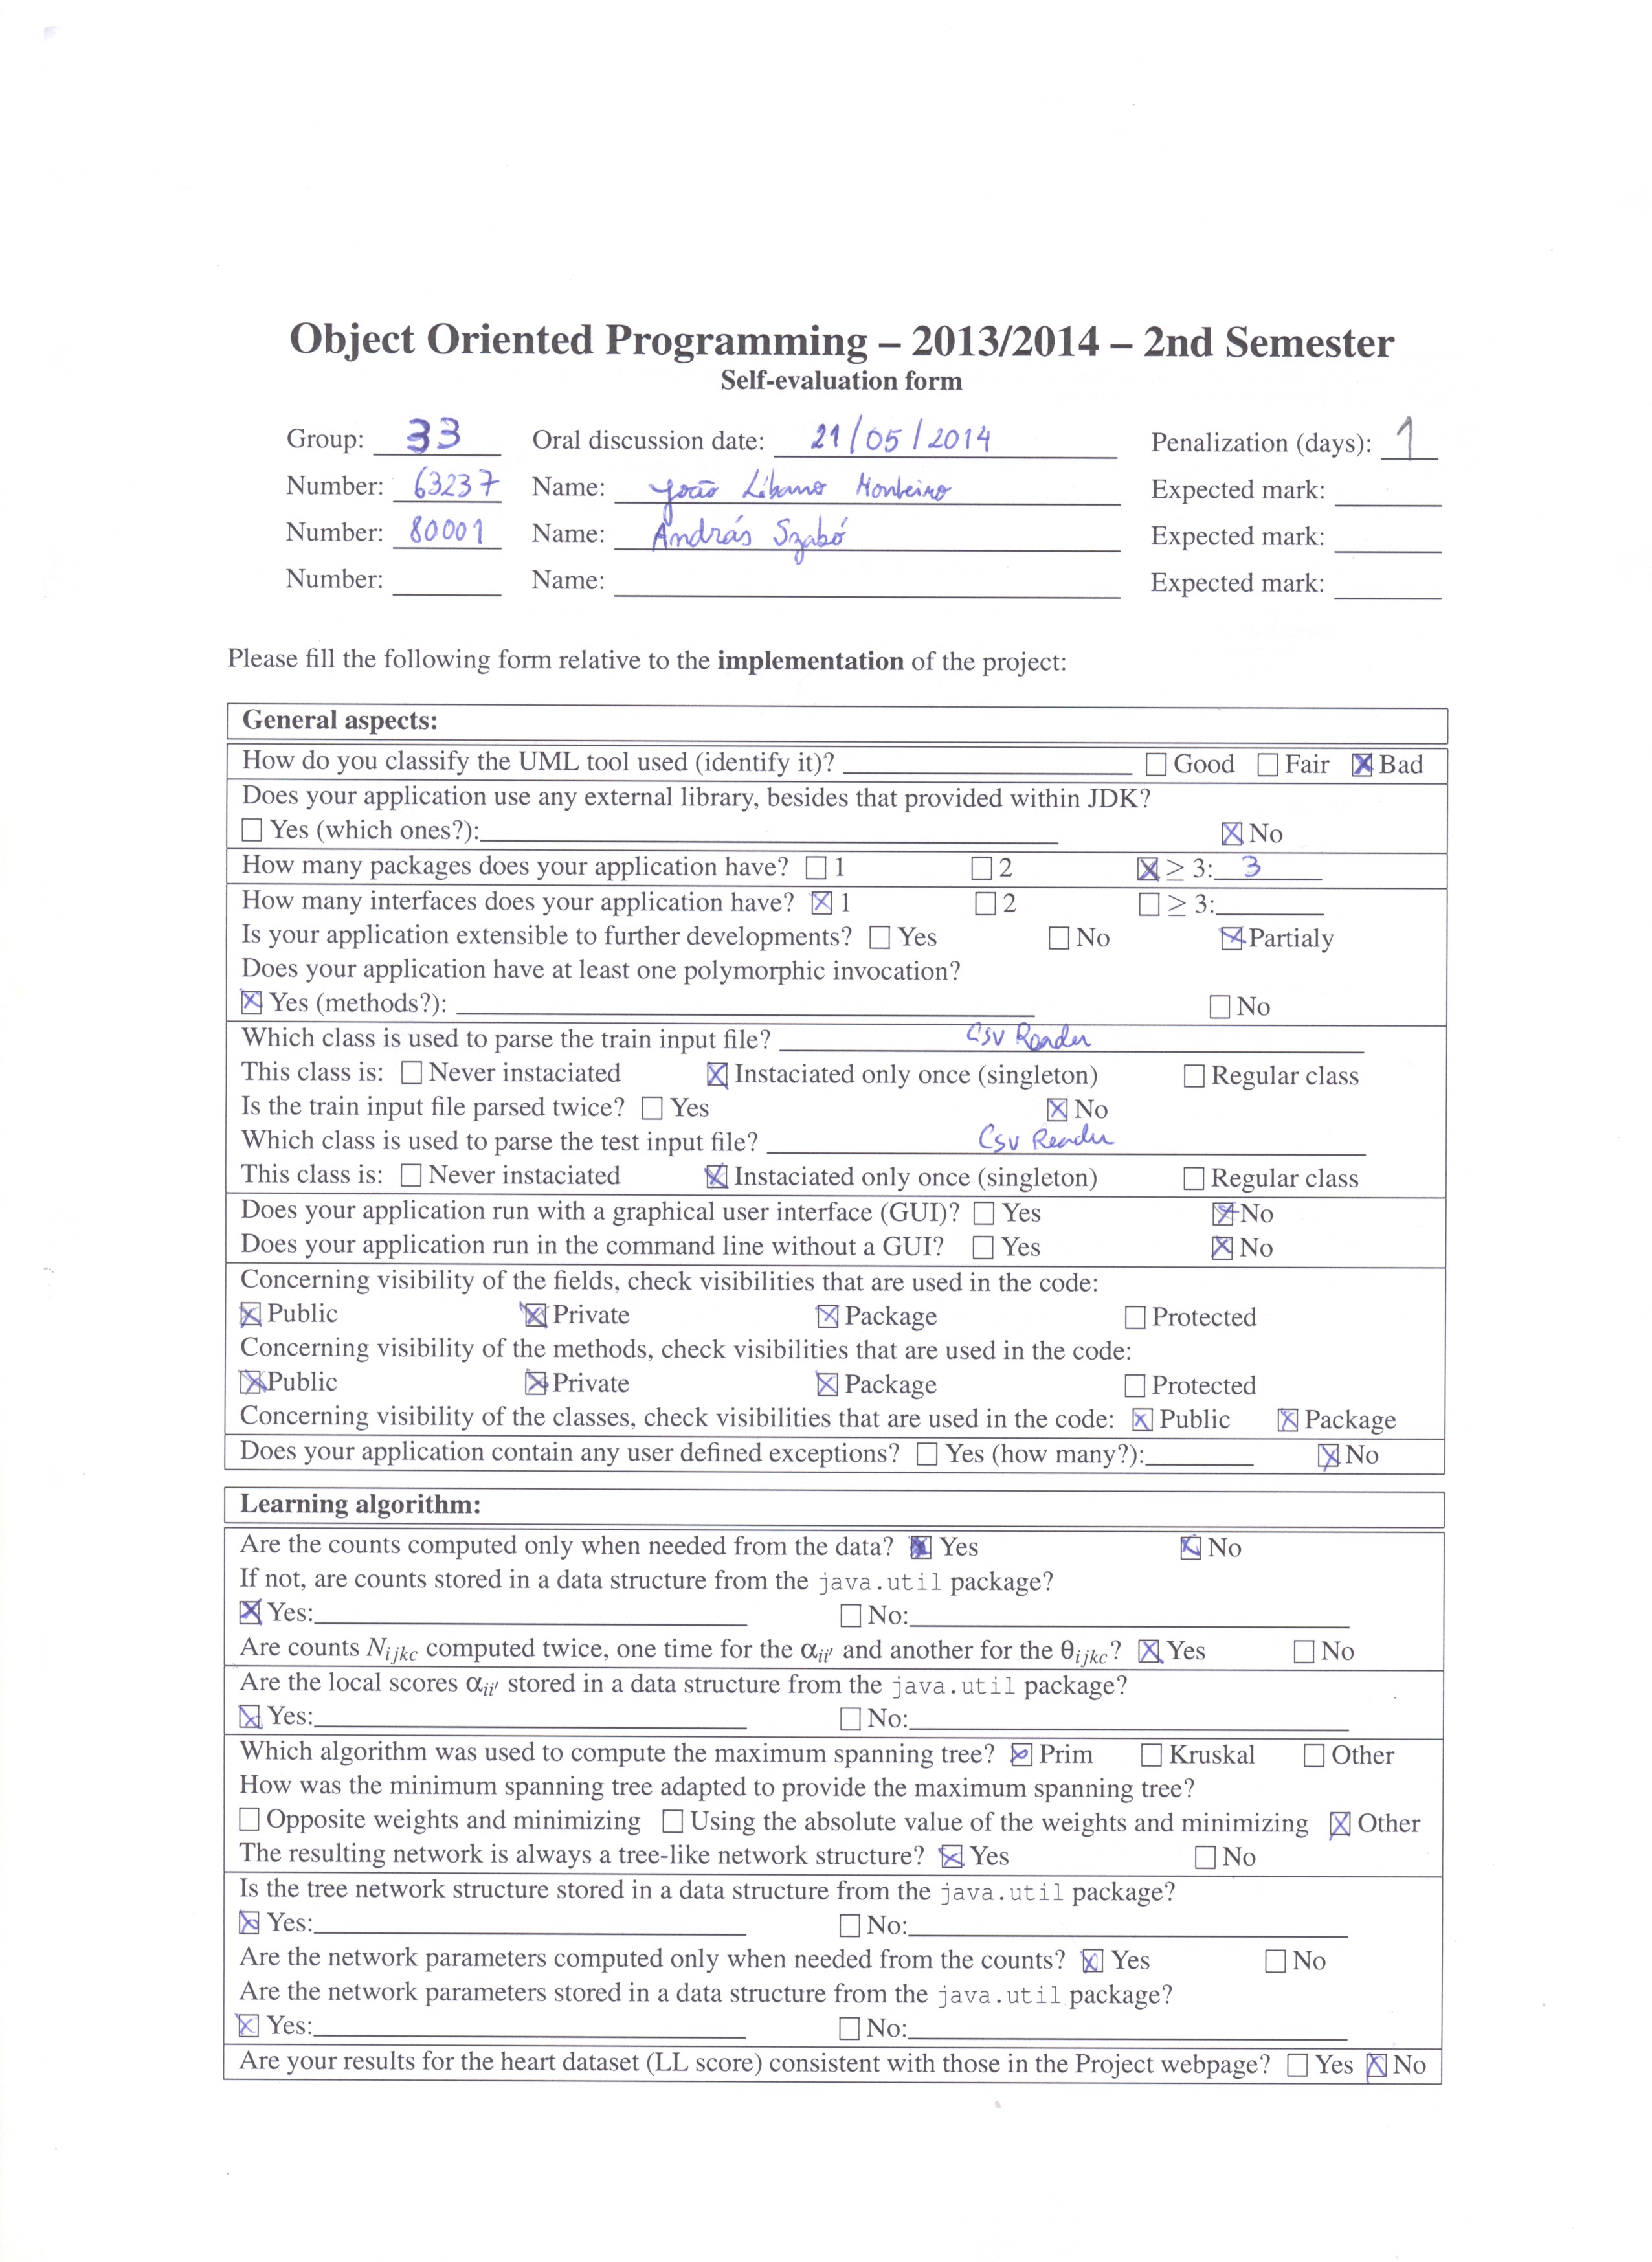 Object Oriented Programming – 2013/2014 – 2nd Semester
Self-evaluation form
Group: 33 Oral discussion date: 21/05/2014 Penalization (days): 1
Number: 63237 Name: João Líbano Monteiro Expected mark:
Number: 80001 Name: András Szabó Expected mark:
Number: Name: Expected mark:
Please fill the following form relative to the implementation of the project:
General aspects:
How do you classify the UML tool used (identify it)? ☐ Good ☐ Fair ☒ Bad
Does your application use any external library, besides that provided within JDK?
☐ Yes (which ones?): ☒ No
How many packages does your application have? ☐ 1 ☐ 2 ☒ ≥ 3: 3
How many interfaces does your application have? ☒ 1 ☐ 2 ☐ ≥ 3:
Is your application extensible to further developments? ☐ Yes ☐ No ☒ Partialy
Does your application have at least one polymorphic invocation?
☒ Yes (methods?): ☐ No
Which class is used to parse the train input file? Csv Reader
This class is: ☐ Never instaciated ☒ Instaciated only once (singleton) ☐ Regular class
Is the train input file parsed twice? ☐ Yes ☒ No
Which class is used to parse the test input file? Csv Reader
This class is: ☐ Never instaciated ☒ Instaciated only once (singleton) ☐ Regular class
Does your application run with a graphical user interface (GUI)? ☐ Yes ☒ No
Does your application run in the command line without a GUI? ☐ Yes ☒ No
Concerning visibility of the fields, check visibilities that are used in the code:
☒ Public ☒ Private ☒ Package ☐ Protected
Concerning visibility of the methods, check visibilities that are used in the code:
☒ Public ☒ Private ☒ Package ☐ Protected
Concerning visibility of the classes, check visibilities that are used in the code: ☒ Public ☒ Package
Does your application contain any user defined exceptions? ☐ Yes (how many?): ☒ No
Learning algorithm:
Are the counts computed only when needed from the data? ☒ Yes ☒ No
If not, are counts stored in a data structure from the java.util package?
☒ Yes: ☐ No:
Are counts Nijkc computed twice, one time for the αii′ and another for the θijkc? ☒ Yes ☐ No
Are the local scores αii′ stored in a data structure from the java.util package?
☒ Yes: ☐ No:
Which algorithm was used to compute the maximum spanning tree? ☒ Prim ☐ Kruskal ☐ Other
How was the minimum spanning tree adapted to provide the maximum spanning tree?
☐ Opposite weights and minimizing ☐ Using the absolute value of the weights and minimizing ☒ Other
The resulting network is always a tree-like network structure? ☒ Yes ☐ No
Is the tree network structure stored in a data structure from the java.util package?
☒ Yes: ☐ No:
Are the network parameters computed only when needed from the counts? ☒ Yes ☐ No
Are the network parameters stored in a data structure from the java.util package?
☒ Yes: ☐ No:
Are your results for the heart dataset (LL score) consistent with those in the Project webpage? ☐ Yes ☒ No